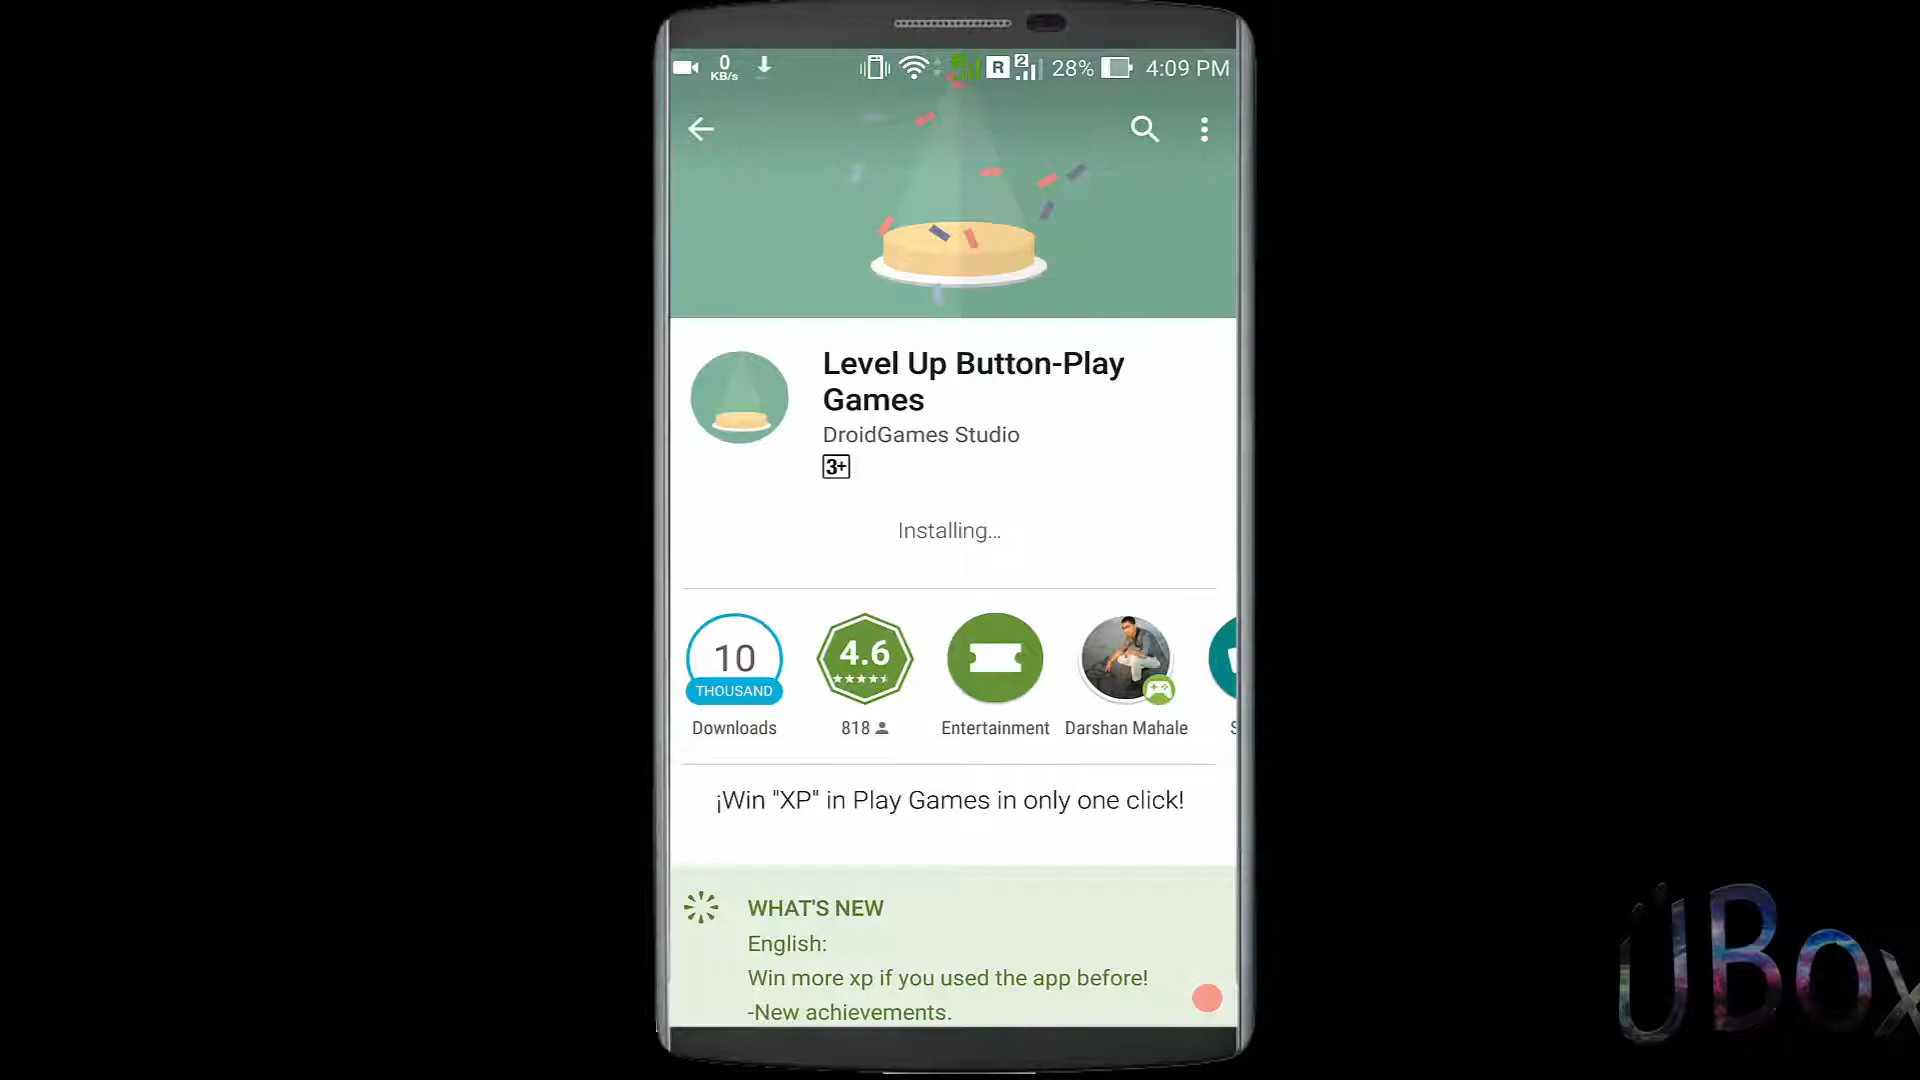 0
KB/s
2
R
2
28%
4:09 PM
Level Up Button-Play
Games
DroidGames Studio
3+
Installing...
10
THOUSAND
Downloads
4.6
818
Entertainment
Darshan Mahale
¡Win "XP" in Play Games in only one click!
WHAT'S NEW
English:
Win more xp if you used the app before!
-New achievements.
UBox